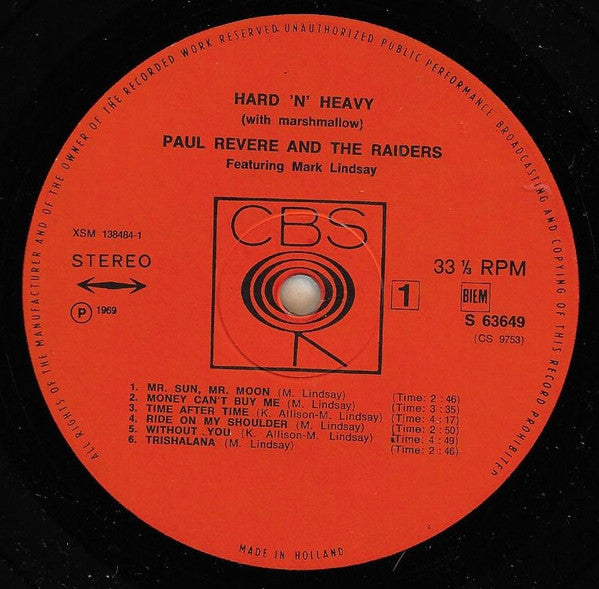 ALL RIGHTS OF THE MANUFACTURER AND OF THE OWNER OF THE RECORDED WORK RESERVED UNAUTHORIZED PUBLIC PERFORMANCE BROADCASTING AND COPYING OF THIS RECORD PROHIBITED
HARD 'N' HEAVY
(with marshmallow)
PAUL REVERE AND THE RAIDERS
Featuring Mark Lindsay
CBS
XSM 138484-1
STEREO
℗ 1969
1
33 ⅓ RPM
BIEM
S 63649
(CS 9753)
1. MR. SUN, MR. MOON (M. Lindsay) (Time: 2 : 46)
2. MONEY CAN'T BUY ME (M. Lindsay) (Time: 3 : 35)
3. TIME AFTER TIME (K. Allison-M. Lindsay) (Time: 4 : 17)
4. RIDE ON MY SHOULDER (M. Lindsay) (Time: 2 : 50)
5. WITHOUT YOU (K. Allison-M. Lindsay) (Time: 4 : 49)
6. TRISHALANA (M. Lindsay) (Time: 2 : 46)
MADE IN HOLLAND